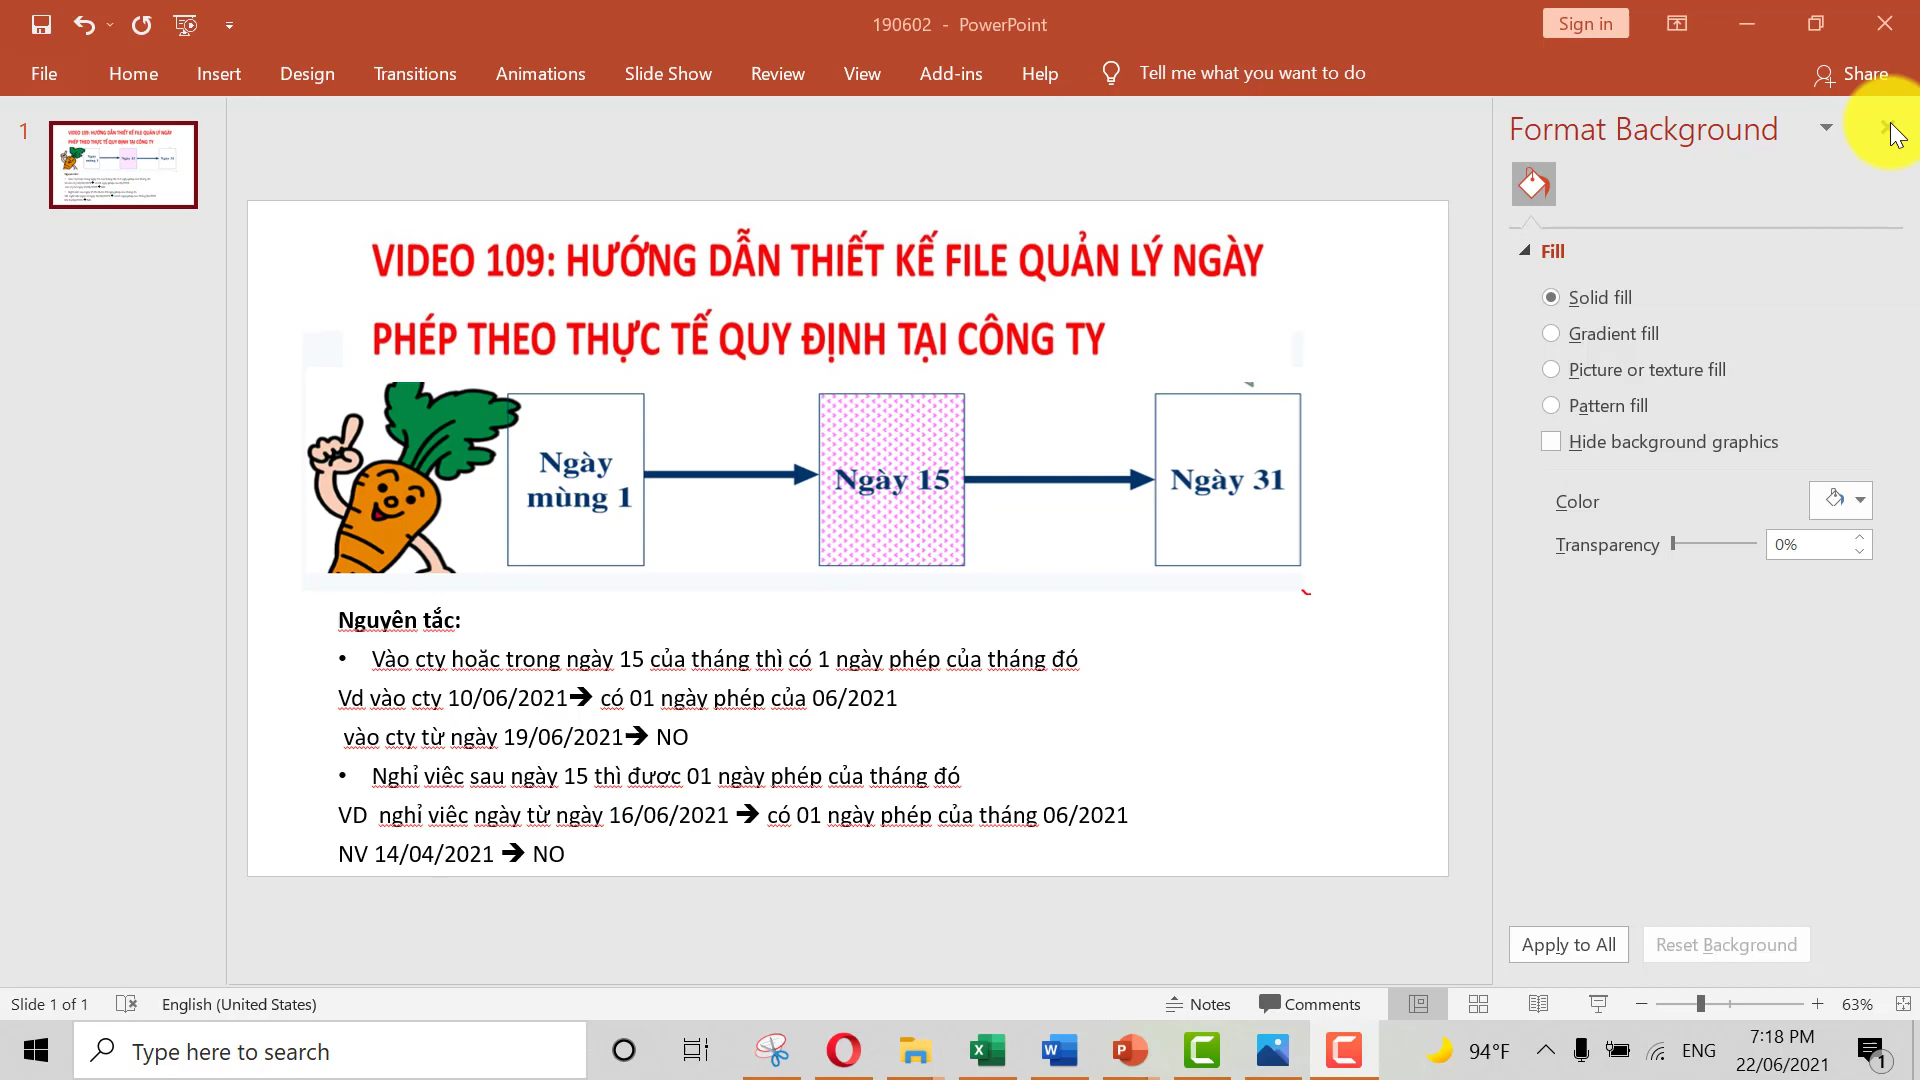 190602 - PowerPoint
Sign in
File Home Insert Design Transitions Animations Slide Show Review View Add-ins Help Tell me what you want to do Share
1
VIDEO 109: HƯỚNG DẪN THIẾT KẾ FILE QUẢN LÝ NGÀY
PHÉP THEO THỰC TẾ QUY ĐỊNH TẠI CÔNG TY
Ngày
mùng 1
Ngày 15
Ngày 31
Nguyên tắc:
• Vào cty hoặc trong ngày 15 của tháng thì có 1 ngày phép của tháng đó
Vd vào cty 10/06/2021➔ có 01 ngày phép của 06/2021
vào cty từ ngày 19/06/2021➔ NO
• Nghỉ việc sau ngày 15 thì được 01 ngày phép của tháng đó
VD nghỉ việc ngày từ ngày 16/06/2021 ➔ có 01 ngày phép của tháng 06/2021
NV 14/04/2021 ➔ NO
Format Background
Fill
Solid fill
Gradient fill
Picture or texture fill
Pattern fill
Hide background graphics
Color
Transparency 0%
Apply to All Reset Background
Slide 1 of 1 English (United States) Notes Comments 63%
Type here to search
94°F ENG 7:18 PM
22/06/2021
1